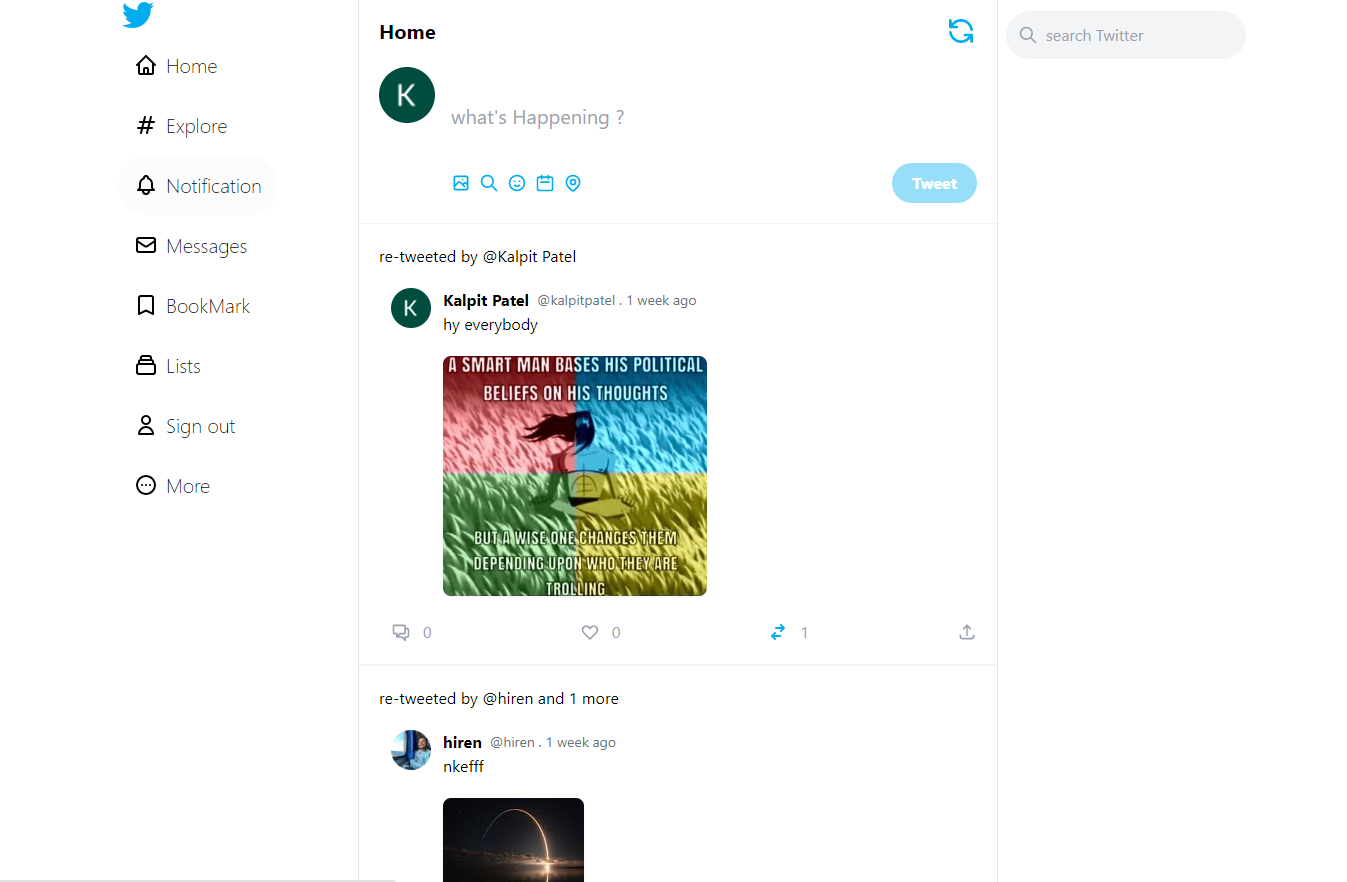 Home
Explore
Notification
Messages
BookMark
Lists
Sign out
More
Home
K
what's Happening ?
Tweet
re-tweeted by @Kalpit Patel
K
Kalpit Patel @kalpitpatel . 1 week ago
hy everybody
A SMART MAN BASES HIS POLITICAL
BELIEFS ON HIS THOUGHTS
BUT A WISE ONE CHANGES THEM
DEPENDING UPON WHO THEY ARE
TROLLING
0 0 1
re-tweeted by @hiren and 1 more
hiren @hiren . 1 week ago
nkefff
search Twitter